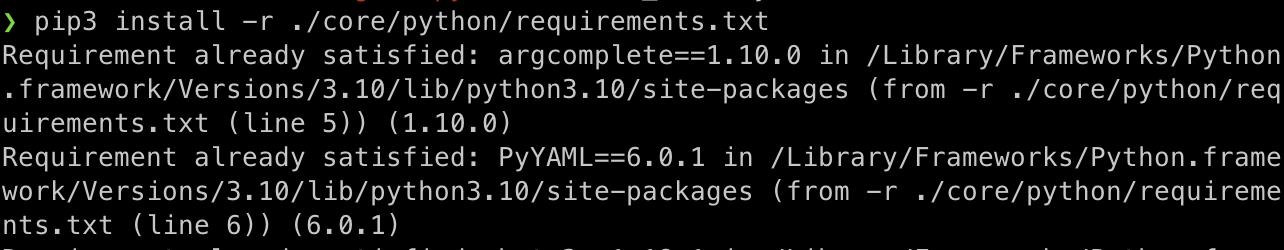 ❯ pip3 install -r ./core/python/requirements.txt
Requirement already satisfied: argcomplete==1.10.0 in /Library/Frameworks/Python
.framework/Versions/3.10/lib/python3.10/site-packages (from -r ./core/python/req
uirements.txt (line 5)) (1.10.0)
Requirement already satisfied: PyYAML==6.0.1 in /Library/Frameworks/Python.frame
work/Versions/3.10/lib/python3.10/site-packages (from -r ./core/python/requireme
nts.txt (line 6)) (6.0.1)